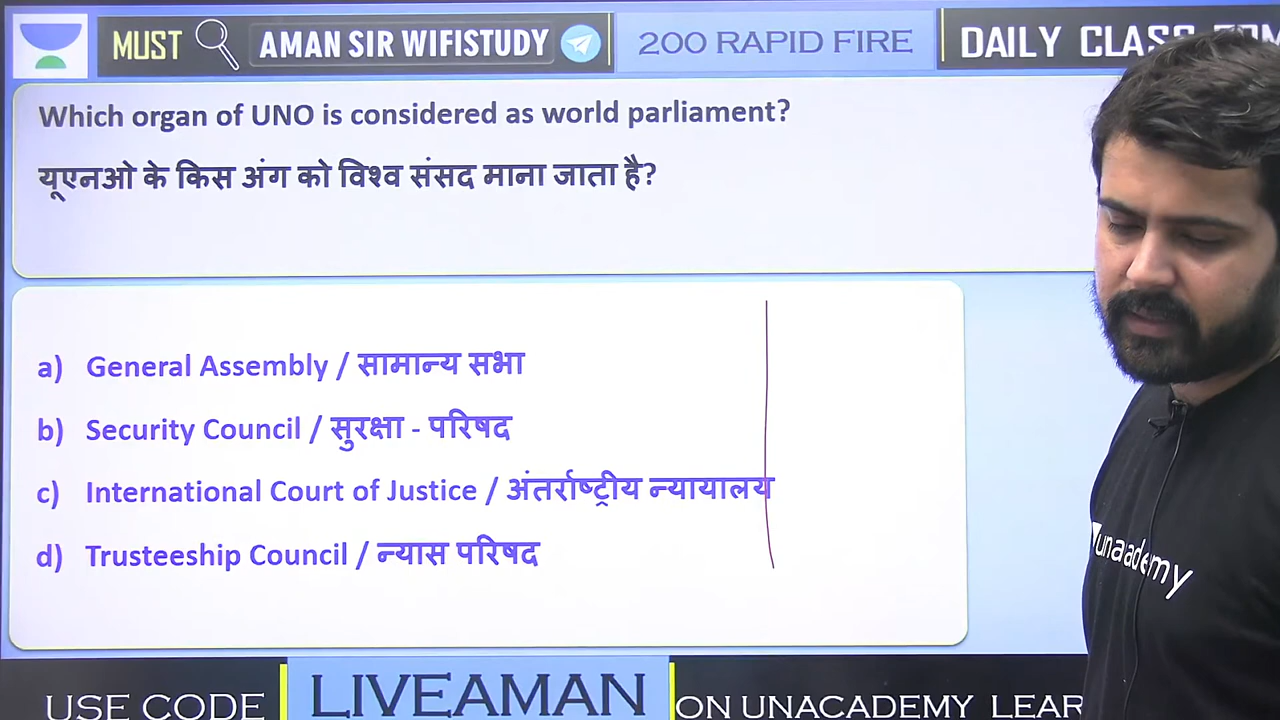 MUST AMAN SIR WIFISTUDY 200 RAPID FIRE DAILY CLASS
Which organ of UNO is considered as world parliament?
यूएनओ के किस अंग को विश्व संसद माना जाता है?
a) General Assembly / सामान्य सभा
b) Security Council / सुरक्षा - परिषद
c) International Court of Justice / अंतर्राष्ट्रीय न्यायालय
d) Trusteeship Council / न्यास परिषद
unacademy
USE CODE LIVEAMAN ON UNACADEMY LEAR